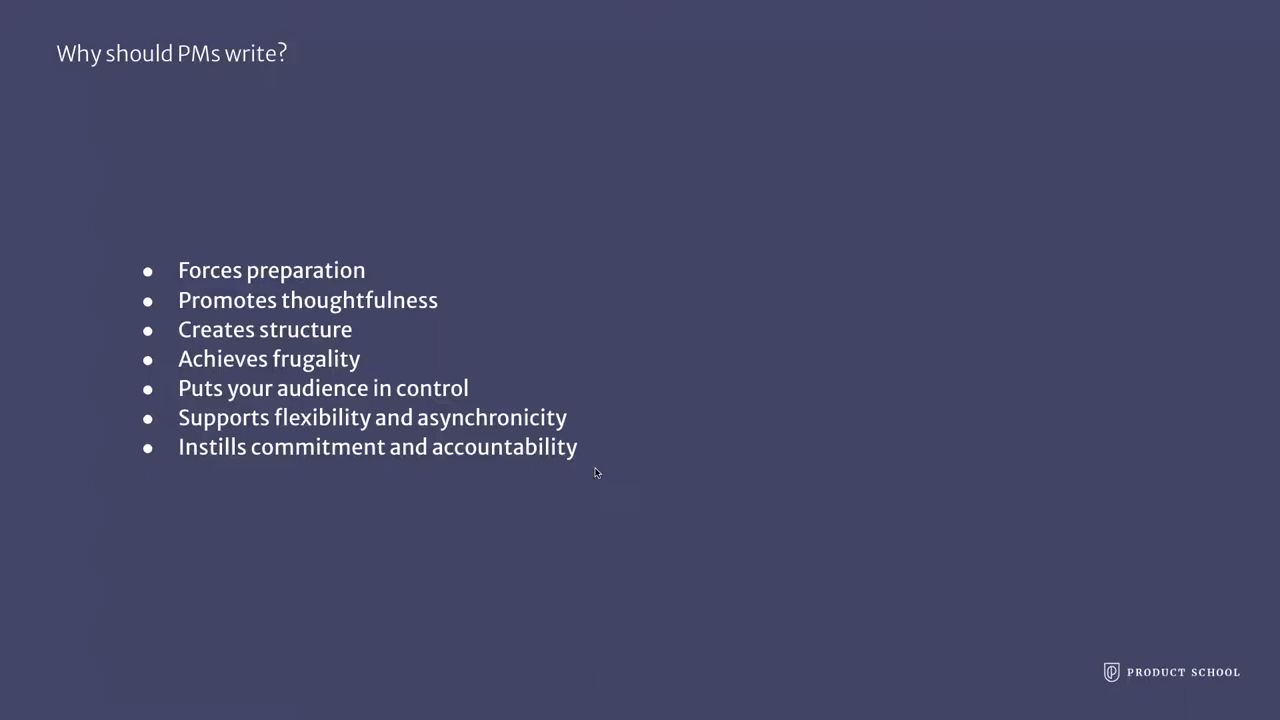 Why should PMs write?
● Forces preparation
● Promotes thoughtfulness
● Creates structure
● Achieves frugality
● Puts your audience in control
● Supports flexibility and asynchronicity
● Instills commitment and accountability
PRODUCT SCHOOL